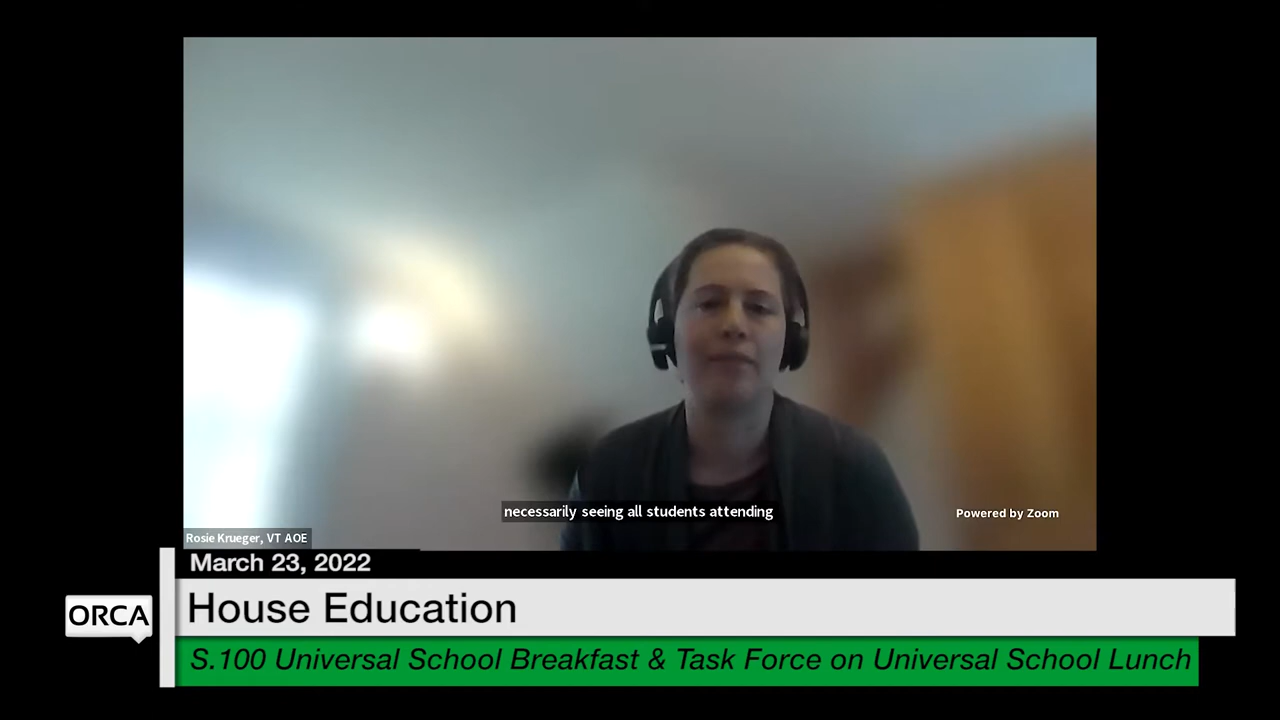 necessarily seeing all students attending
Powered by Zoom
Rosie Krueger, VT AOE
March 23, 2022
ORCA
House Education
S.100 Universal School Breakfast & Task Force on Universal School Lunch